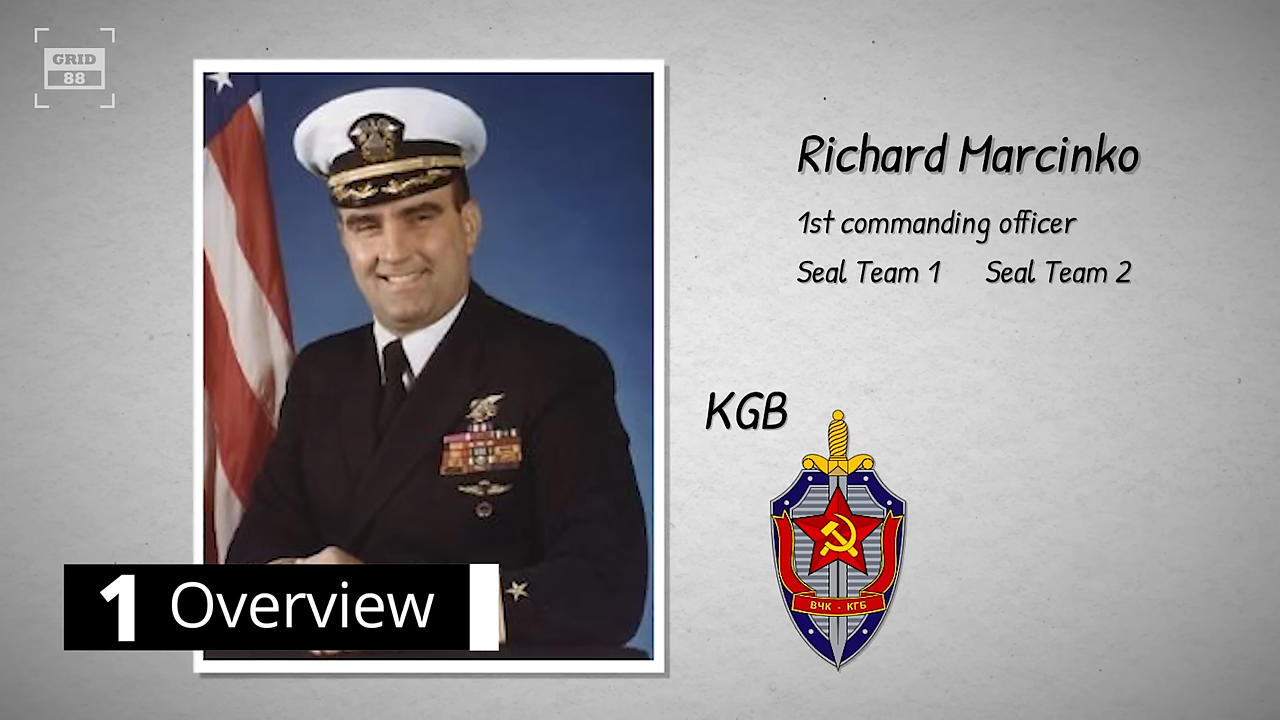 GRID
88
Richard Marcinko
1st commanding officer
Seal Team 1 Seal Team 2
KGB
ВЧК - КГБ
1 Overview